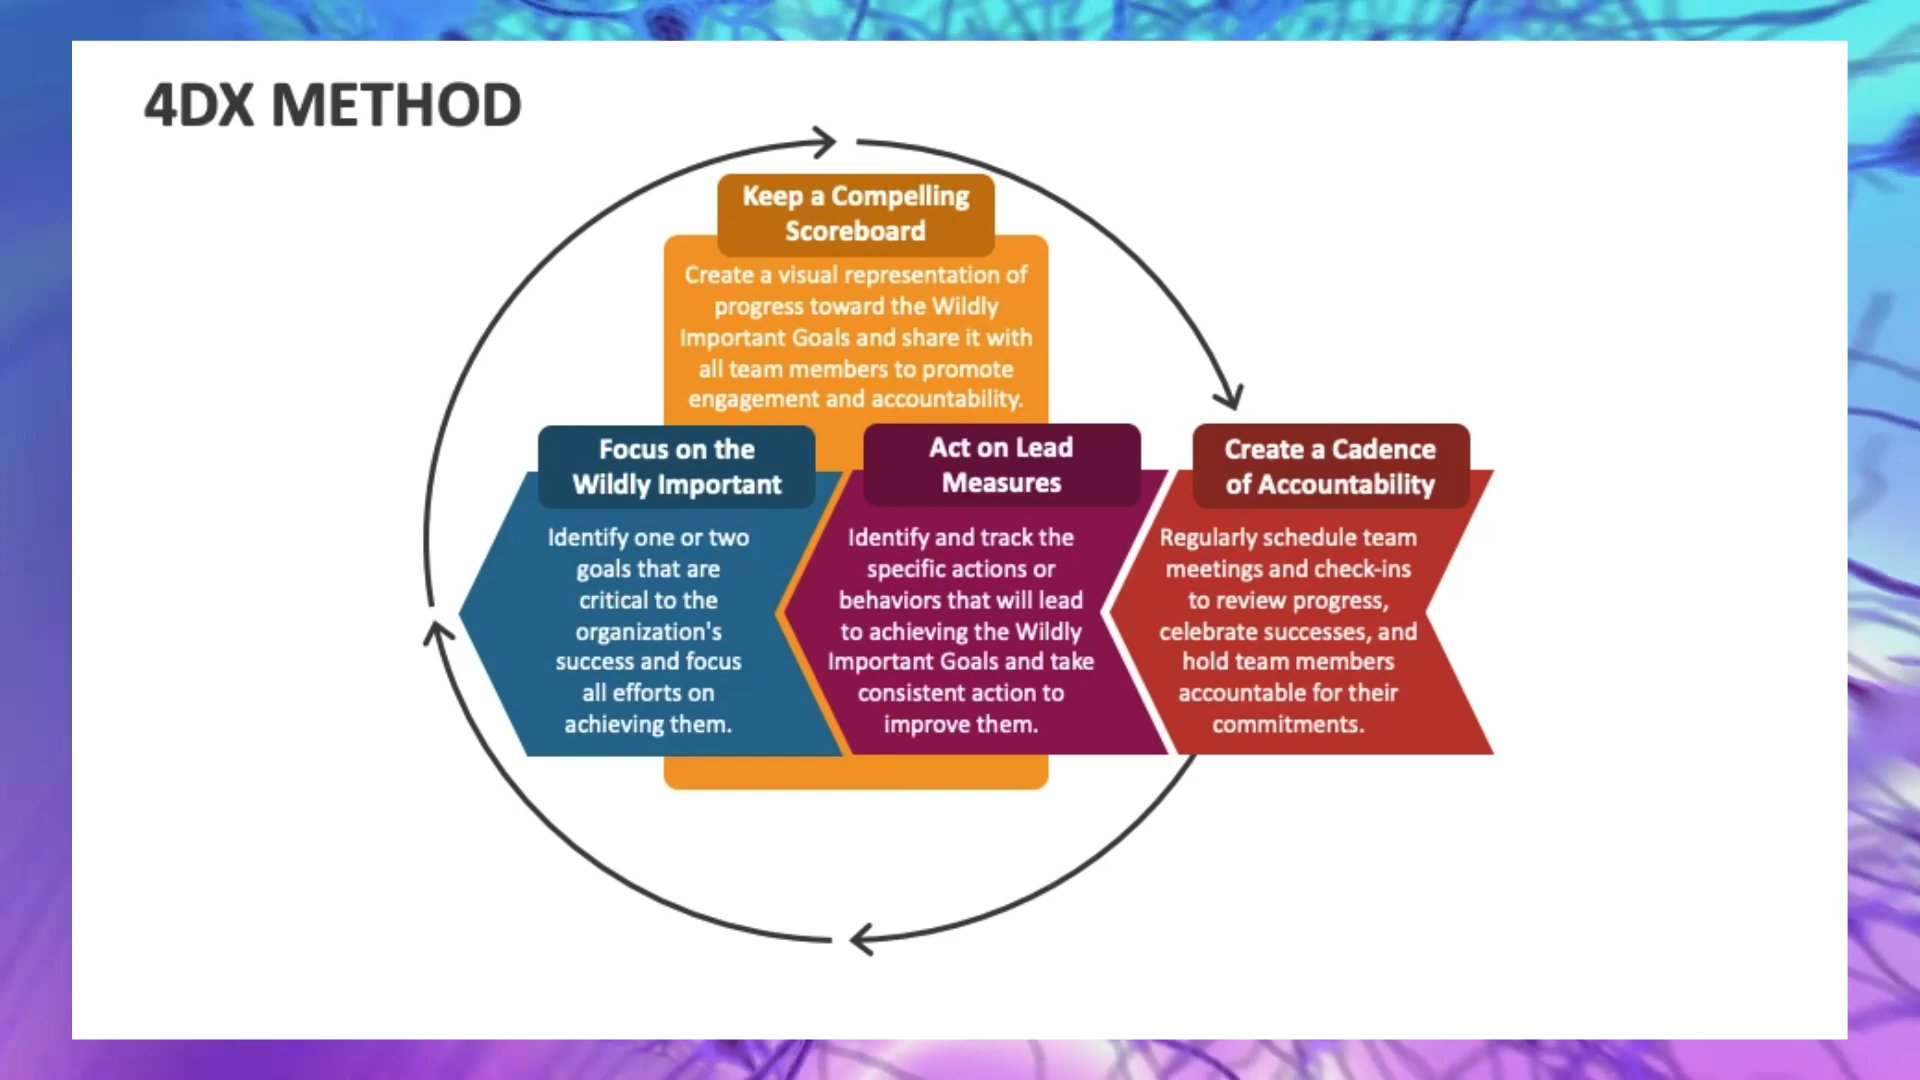 4DX METHOD
Keep a Compelling
Scoreboard
Create a visual representation of
progress toward the Wildly
Important Goals and share it with
all team members to promote
engagement and accountability.
Focus on the
Wildly Important
Identify one or two
goals that are
critical to the
organization's
success and focus
all efforts on
achieving them.
Act on Lead
Measures
Identify and track the
specific actions or
behaviors that will lead
to achieving the Wildly
Important Goals and take
consistent action to
improve them.
Create a Cadence
of Accountability
Regularly schedule team
meetings and check-ins
to review progress,
celebrate successes, and
hold team members
accountable for their
commitments.